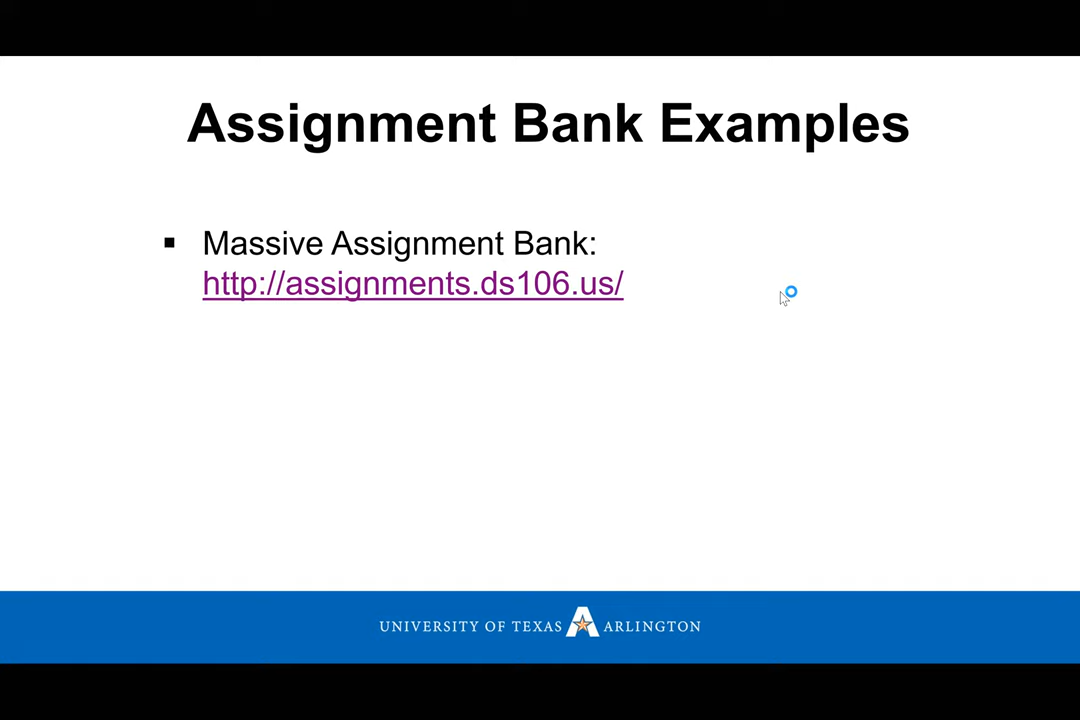 Assignment Bank Examples
▪ Massive Assignment Bank:
http://assignments.ds106.us/
UNIVERSITY OF TEXAS A ARLINGTON